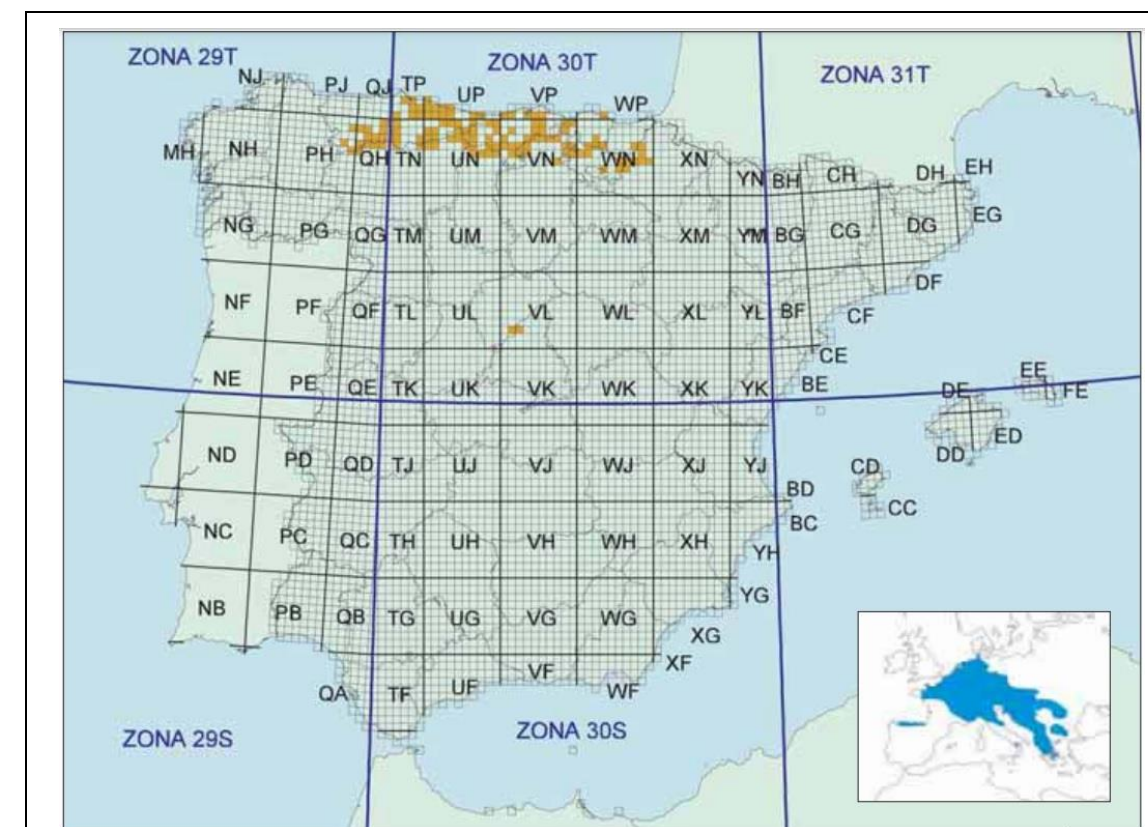 ZONA 29T ZONA 30T ZONA 31T
NJ PJ QJ TP UP VP WP
MH NH PH QH TN UN VN WN XN YN BH CH DH EH
NG PG QG TM UM VM WM XM YM BG CG DG EG
NF PF QF TL UL VL WL XL YL BF CF DF
NE PE QE TK UK VK WK XK YK BE CE DE EE FE
ND PD QD TJ UJ VJ WJ XJ YJ BD CD DD ED
NC PC QC TH UH VH WH XH YH BC CC
NB PB QB TG UG VG WG XG YG
QA TF UF VF WF XF
ZONA 29S ZONA 30S